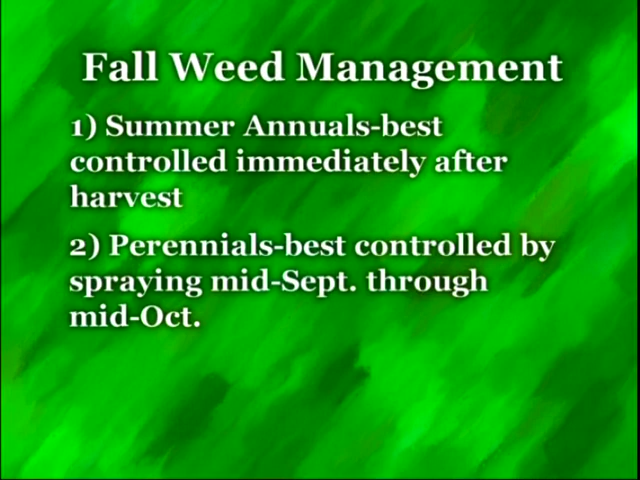 Fall Weed Management
1) Summer Annuals-best
controlled immediately after
harvest
2) Perennials-best controlled by
spraying mid-Sept. through
mid-Oct.